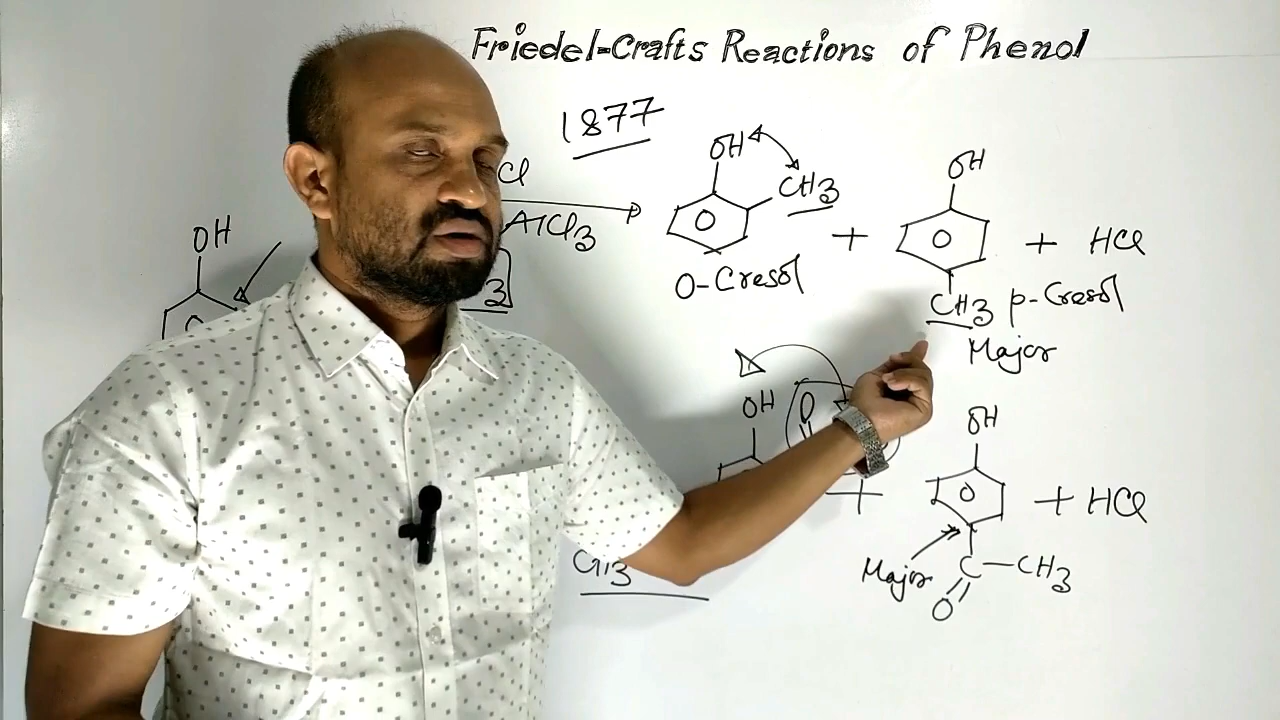 Friedel-Crafts Reactions of Phenol
1877
OH
Cl
AlCl3
OH
CH3
O-Cresol
+
OH
CH3
p-Cresol
Major
+ HCl
3
OH
O
+
OH
C-CH3
O
Major
+ HCl